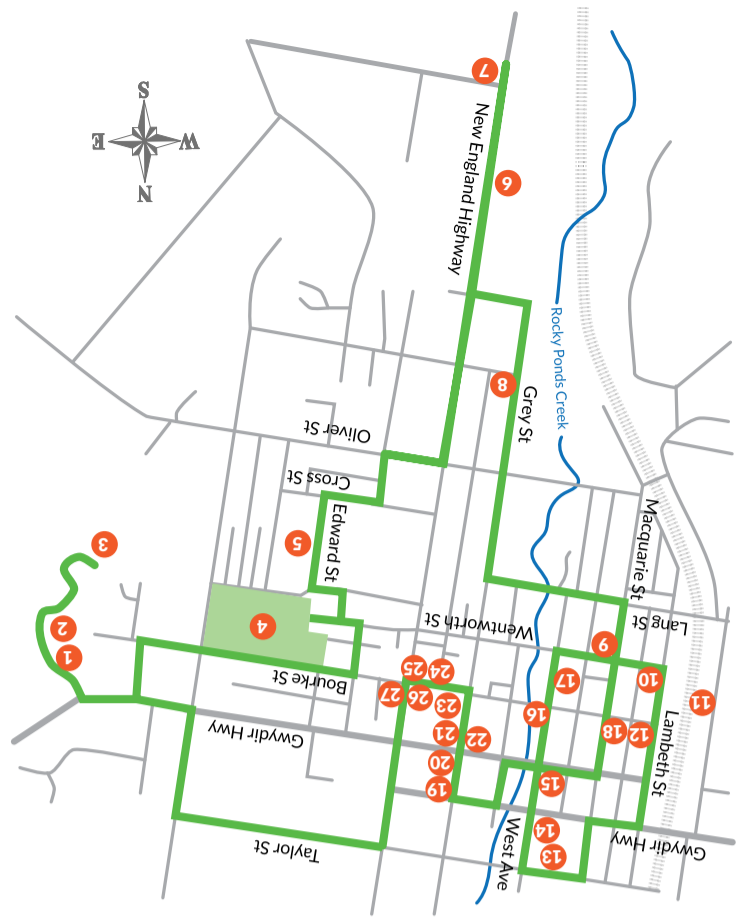 7
S
E
W
N
New England Highway
6
Rocky Ponds Creek
8
Grey St
Oliver St
Cross St
Macquarie St
Edward St
5
3
4
2
1
Wentworth St
Lang St
9
Bourke St
25
24
27
26
23
17
10
11
16
21
22
18
12
Gwydir Hwy
Lambeth St
20
19
15
14
13
Gwydir Hwy
West Ave
Taylor St